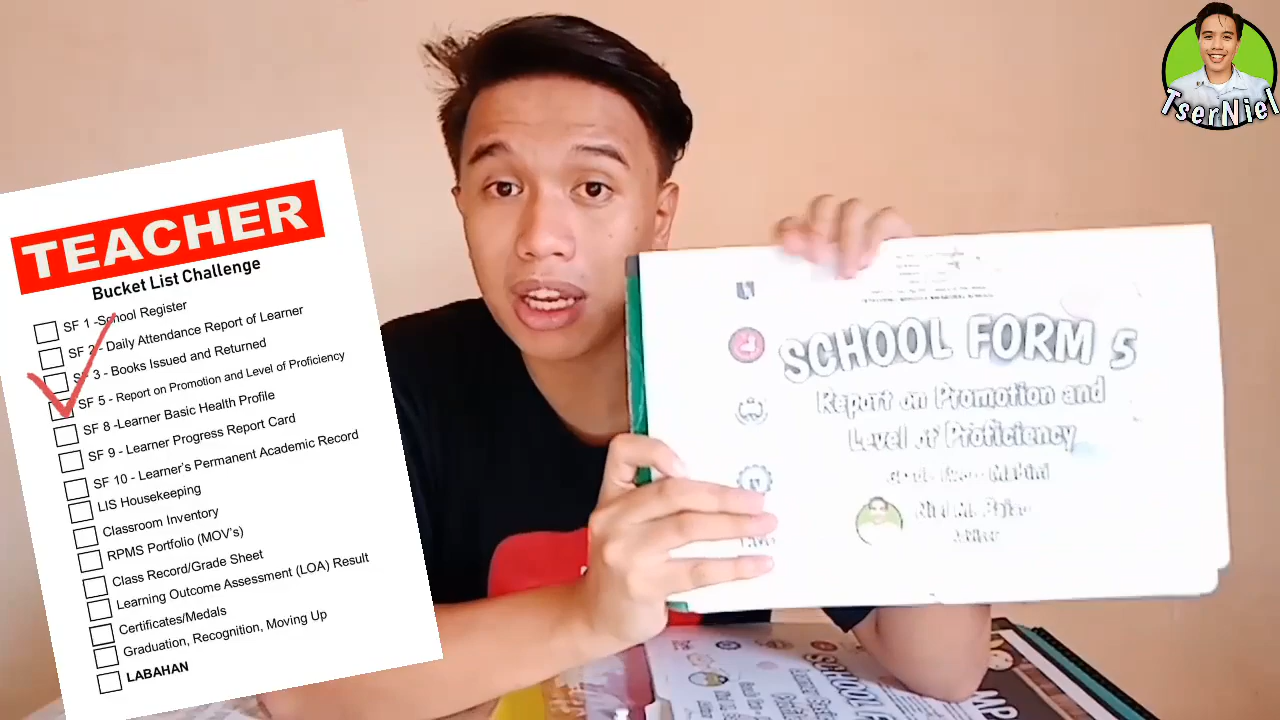 TEACHER
Bucket List Challenge
SF 1 -School Register
SF 2 - Daily Attendance Report of Learner
SF 3 - Books Issued and Returned
SF 5 - Report on Promotion and Level of Proficiency
SF 8 -Learner Basic Health Profile
SF 9 - Learner Progress Report Card
SF 10 - Learner's Permanent Academic Record
LIS Housekeeping
Classroom Inventory
RPMS Portfolio (MOV's)
Class Record/Grade Sheet
Learning Outcome Assessment (LOA) Result
Certificates/Medals
Graduation, Recognition, Moving Up
LABAHAN
TserNiel
SCHOOL FORM 5
Report on Promotion and
Level of Proficiency
Mabini
Adviser
SCHOOL